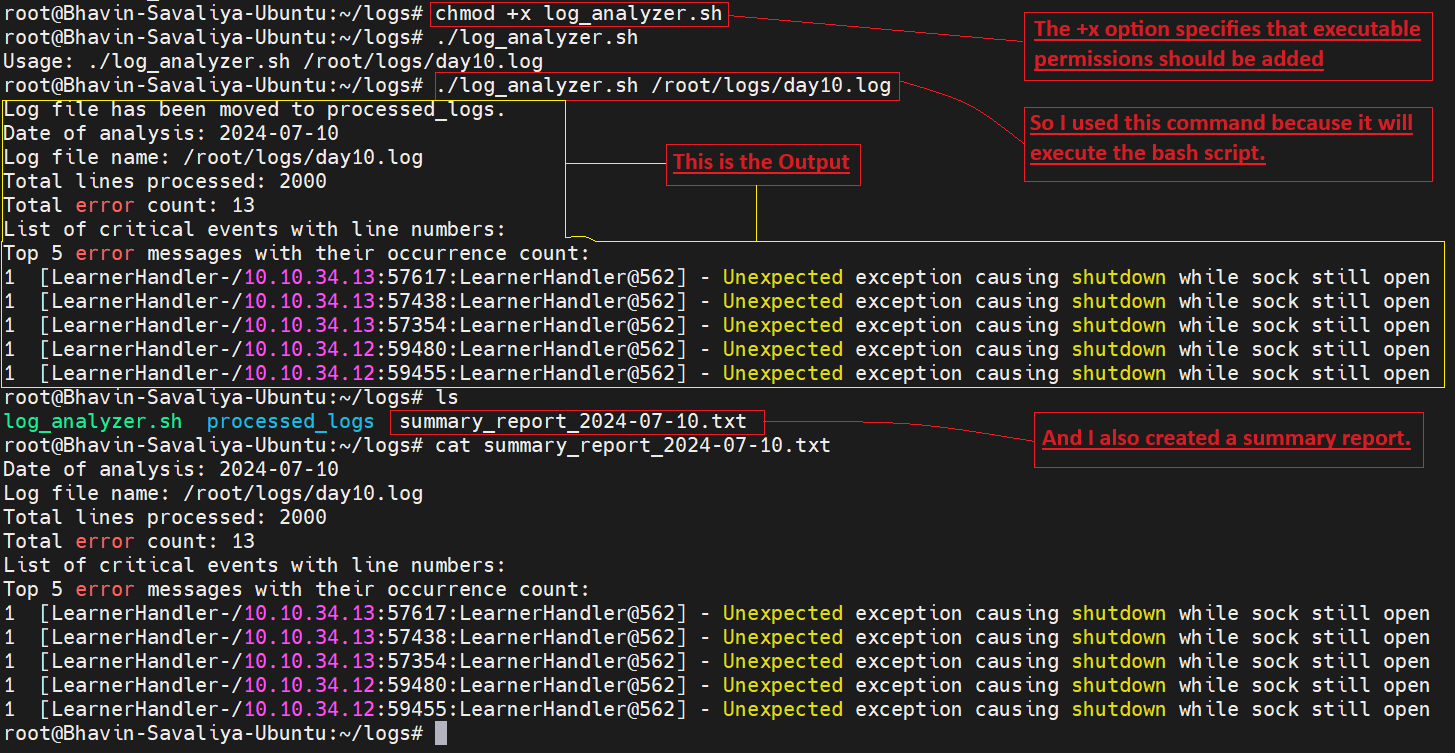 root@Bhavin-Savaliya-Ubuntu:~/logs# chmod +x log_analyzer.sh
root@Bhavin-Savaliya-Ubuntu:~/logs# ./log_analyzer.sh
Usage: ./log_analyzer.sh /root/logs/day10.log
root@Bhavin-Savaliya-Ubuntu:~/logs# ./log_analyzer.sh /root/logs/day10.log
Log file has been moved to processed_logs.
Date of analysis: 2024-07-10
Log file name: /root/logs/day10.log
Total lines processed: 2000
Total error count: 13
List of critical events with line numbers:
Top 5 error messages with their occurrence count:
1  [LearnerHandler-/10.10.34.13:57617:LearnerHandler@562] - Unexpected exception causing shutdown while sock still open
1  [LearnerHandler-/10.10.34.13:57438:LearnerHandler@562] - Unexpected exception causing shutdown while sock still open
1  [LearnerHandler-/10.10.34.13:57354:LearnerHandler@562] - Unexpected exception causing shutdown while sock still open
1  [LearnerHandler-/10.10.34.12:59480:LearnerHandler@562] - Unexpected exception causing shutdown while sock still open
1  [LearnerHandler-/10.10.34.12:59455:LearnerHandler@562] - Unexpected exception causing shutdown while sock still open
root@Bhavin-Savaliya-Ubuntu:~/logs# ls
log_analyzer.sh  processed_logs  summary_report_2024-07-10.txt
root@Bhavin-Savaliya-Ubuntu:~/logs# cat summary_report_2024-07-10.txt
Date of analysis: 2024-07-10
Log file name: /root/logs/day10.log
Total lines processed: 2000
Total error count: 13
List of critical events with line numbers:
Top 5 error messages with their occurrence count:
1  [LearnerHandler-/10.10.34.13:57617:LearnerHandler@562] - Unexpected exception causing shutdown while sock still open
1  [LearnerHandler-/10.10.34.13:57438:LearnerHandler@562] - Unexpected exception causing shutdown while sock still open
1  [LearnerHandler-/10.10.34.13:57354:LearnerHandler@562] - Unexpected exception causing shutdown while sock still open
1  [LearnerHandler-/10.10.34.12:59480:LearnerHandler@562] - Unexpected exception causing shutdown while sock still open
1  [LearnerHandler-/10.10.34.12:59455:LearnerHandler@562] - Unexpected exception causing shutdown while sock still open
root@Bhavin-Savaliya-Ubuntu:~/logs#
The +x option specifies that executable
permissions should be added
So I used this command because it will
execute the bash script.
This is the Output
And I also created a summary report.